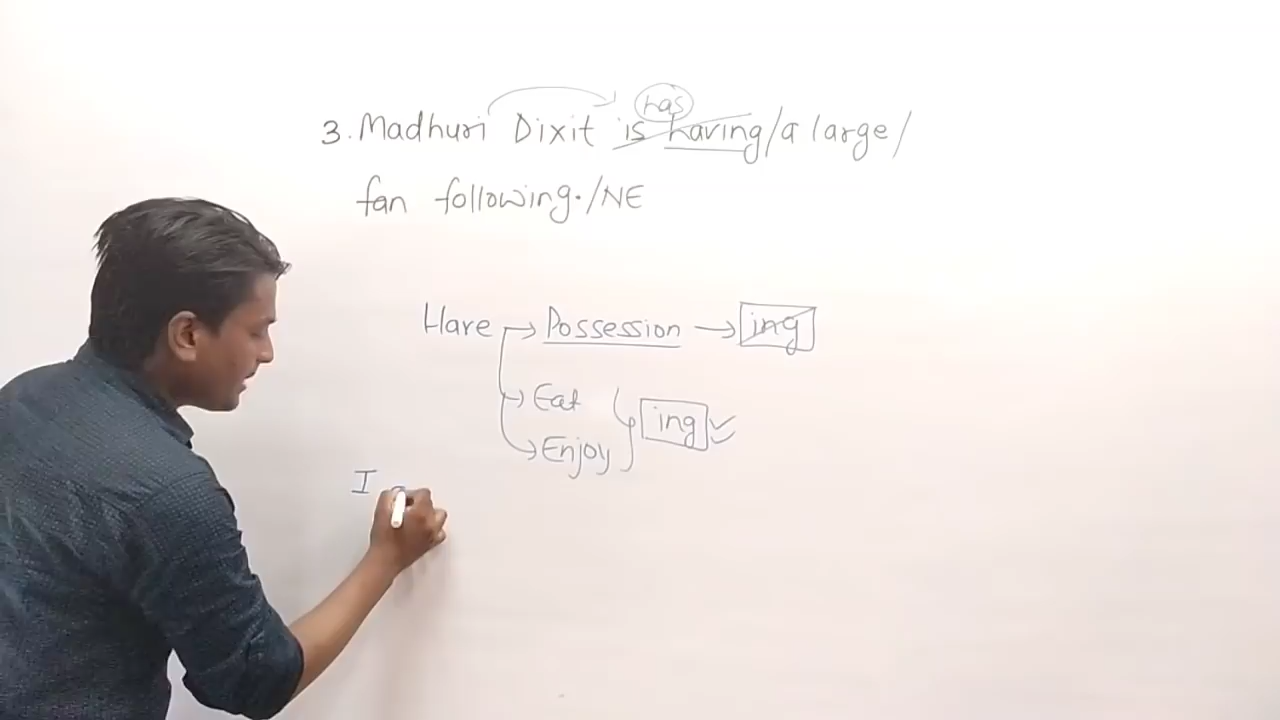 has
3. Madhuri Dixit is having/a large/
fan following./NE
Have → Possession → ing
→ Eat
→ Enjoy
ing
I a